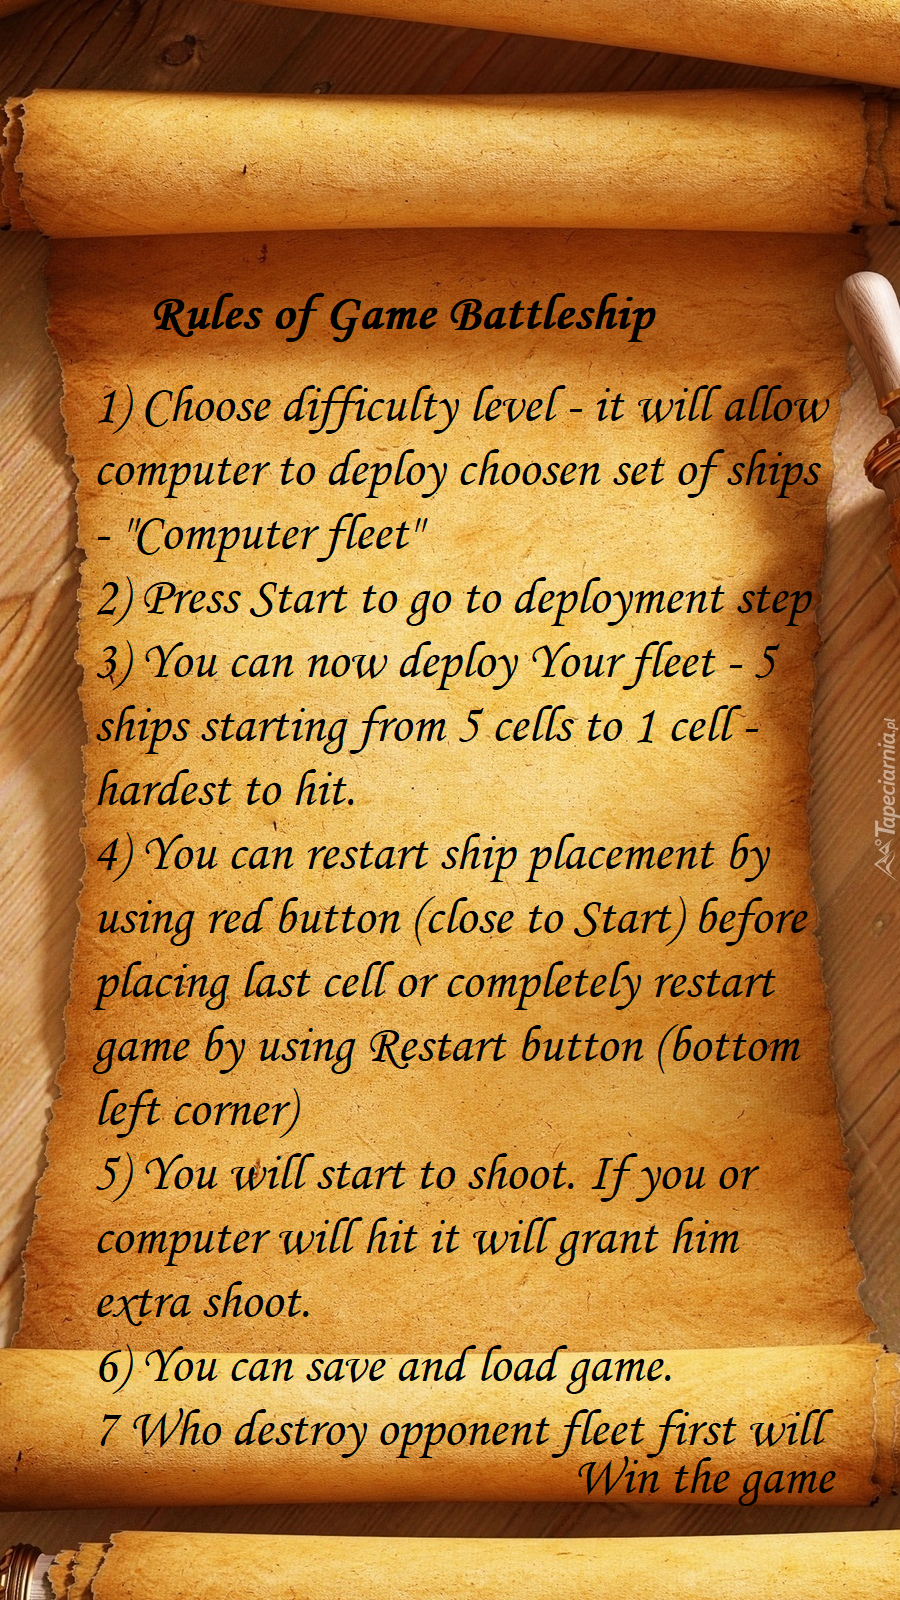 Rules of Game Battleship
1) Choose difficulty level - it will allow
computer to deploy choosen set of ships
- "Computer fleet"
2) Press Start to go to deployment step
3) You can now deploy Your fleet - 5
ships starting from 5 cells to 1 cell -
hardest to hit.
4) You can restart ship placement by
using red button (close to Start) before
placing last cell or completely restart
game by using Restart button (bottom
left corner)
5) You will start to shoot. If you or
computer will hit it will grant him
extra shoot.
6) You can save and load game.
7 Who destroy opponent fleet first will
Win the game
Tapeciarnia.pl